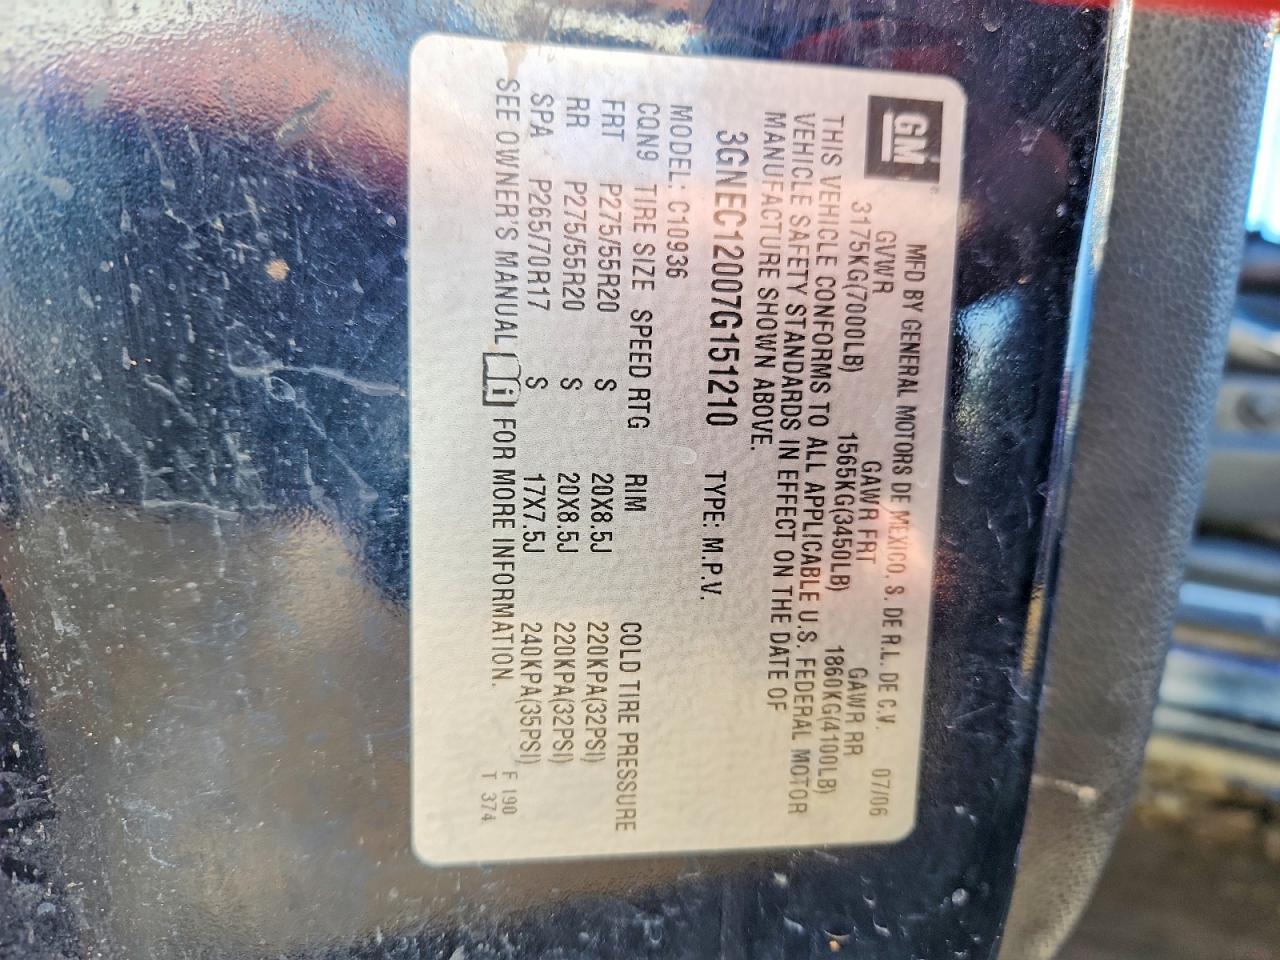 GM
MFD BY GENERAL MOTORS DE MEXICO, S. DE R.L. DE C.V. 07/06
GVWR GAWR FRT GAWR RR
3175KG(7000LB) 1565KG(3450LB) 1860KG(4100LB)
THIS VEHICLE CONFORMS TO ALL APPLICABLE U.S. FEDERAL MOTOR
VEHICLE SAFETY STANDARDS IN EFFECT ON THE DATE OF
MANUFACTURE SHOWN ABOVE.
3GNEC12007G151210 TYPE: M.P.V.
MODEL: C10936
CON9 TIRE SIZE SPEED RTG RIM COLD TIRE PRESSURE
FRT P275/55R20 S 20X8.5J 220KPA(32PSI)
RR P275/55R20 S 20X8.5J 220KPA(32PSI)
SPA P265/70R17 S 17X7.5J 240KPA(35PSI)
SEE OWNER'S MANUAL i FOR MORE INFORMATION.
F 190
T 374